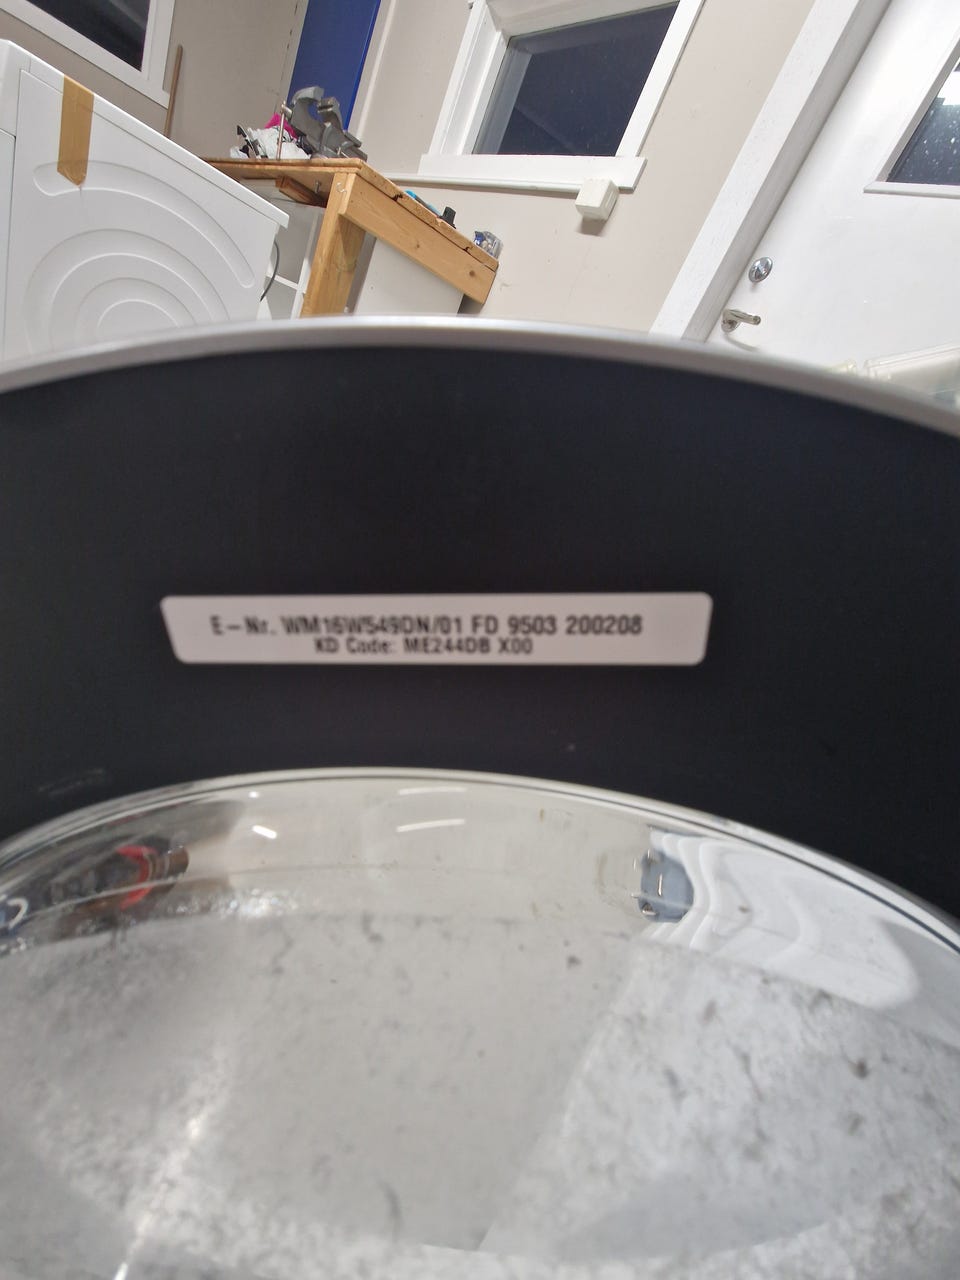 E-Nr. WM16W549DN/01 FD 9503 200208
KD Code: ME244DB X00